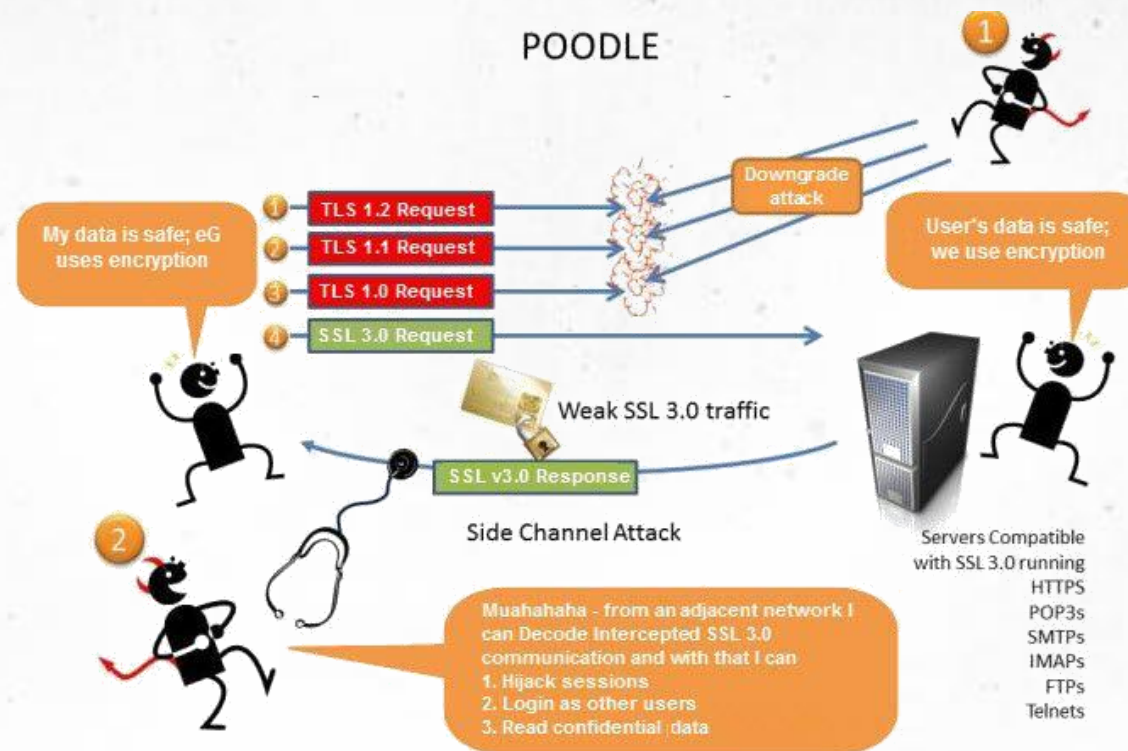 POODLE
1
Downgrade
attack
1 TLS 1.2 Request
2 TLS 1.1 Request
3 TLS 1.0 Request
4 SSL 3.0 Request
My data is safe; eG
uses encryption
User's data is safe;
we use encryption
Weak SSL 3.0 traffic
SSL v3.0 Response
Side Channel Attack
2
Servers Compatible
with SSL 3.0 running
HTTPS
POP3s
SMTPs
IMAPs
FTPs
Telnets
Muahahaha - from an adjacent network I
can Decode Intercepted SSL 3.0
communication and with that I can
1. Hijack sessions
2. Login as other users
3. Read confidential data